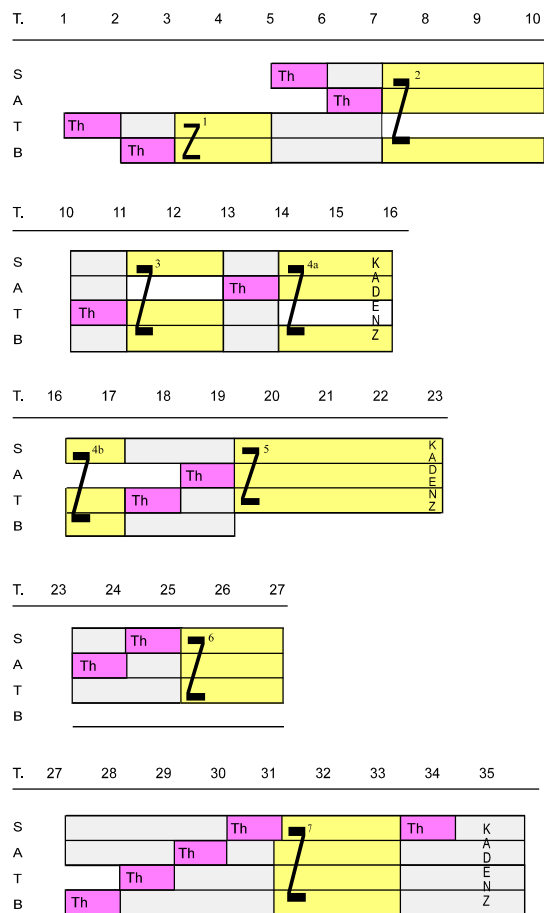 T. 1 2 3 4 5 6 7 8 9 10
S Th Z 2
A Th
T Th Z 1
B Th
T. 10 11 12 13 14 15 16
S Z 3 Z 4a KADENZ
A Th
T Th
B
T. 16 17 18 19 20 21 22 23
S Z 4b Z 5 KADENZ
A Th
T Th
B
T. 23 24 25 26 27
S Th Z 6
A Th
T
B
T. 27 28 29 30 31 32 33 34 35
S Th Z 7 Th KADENZ
A Th
T Th
B Th